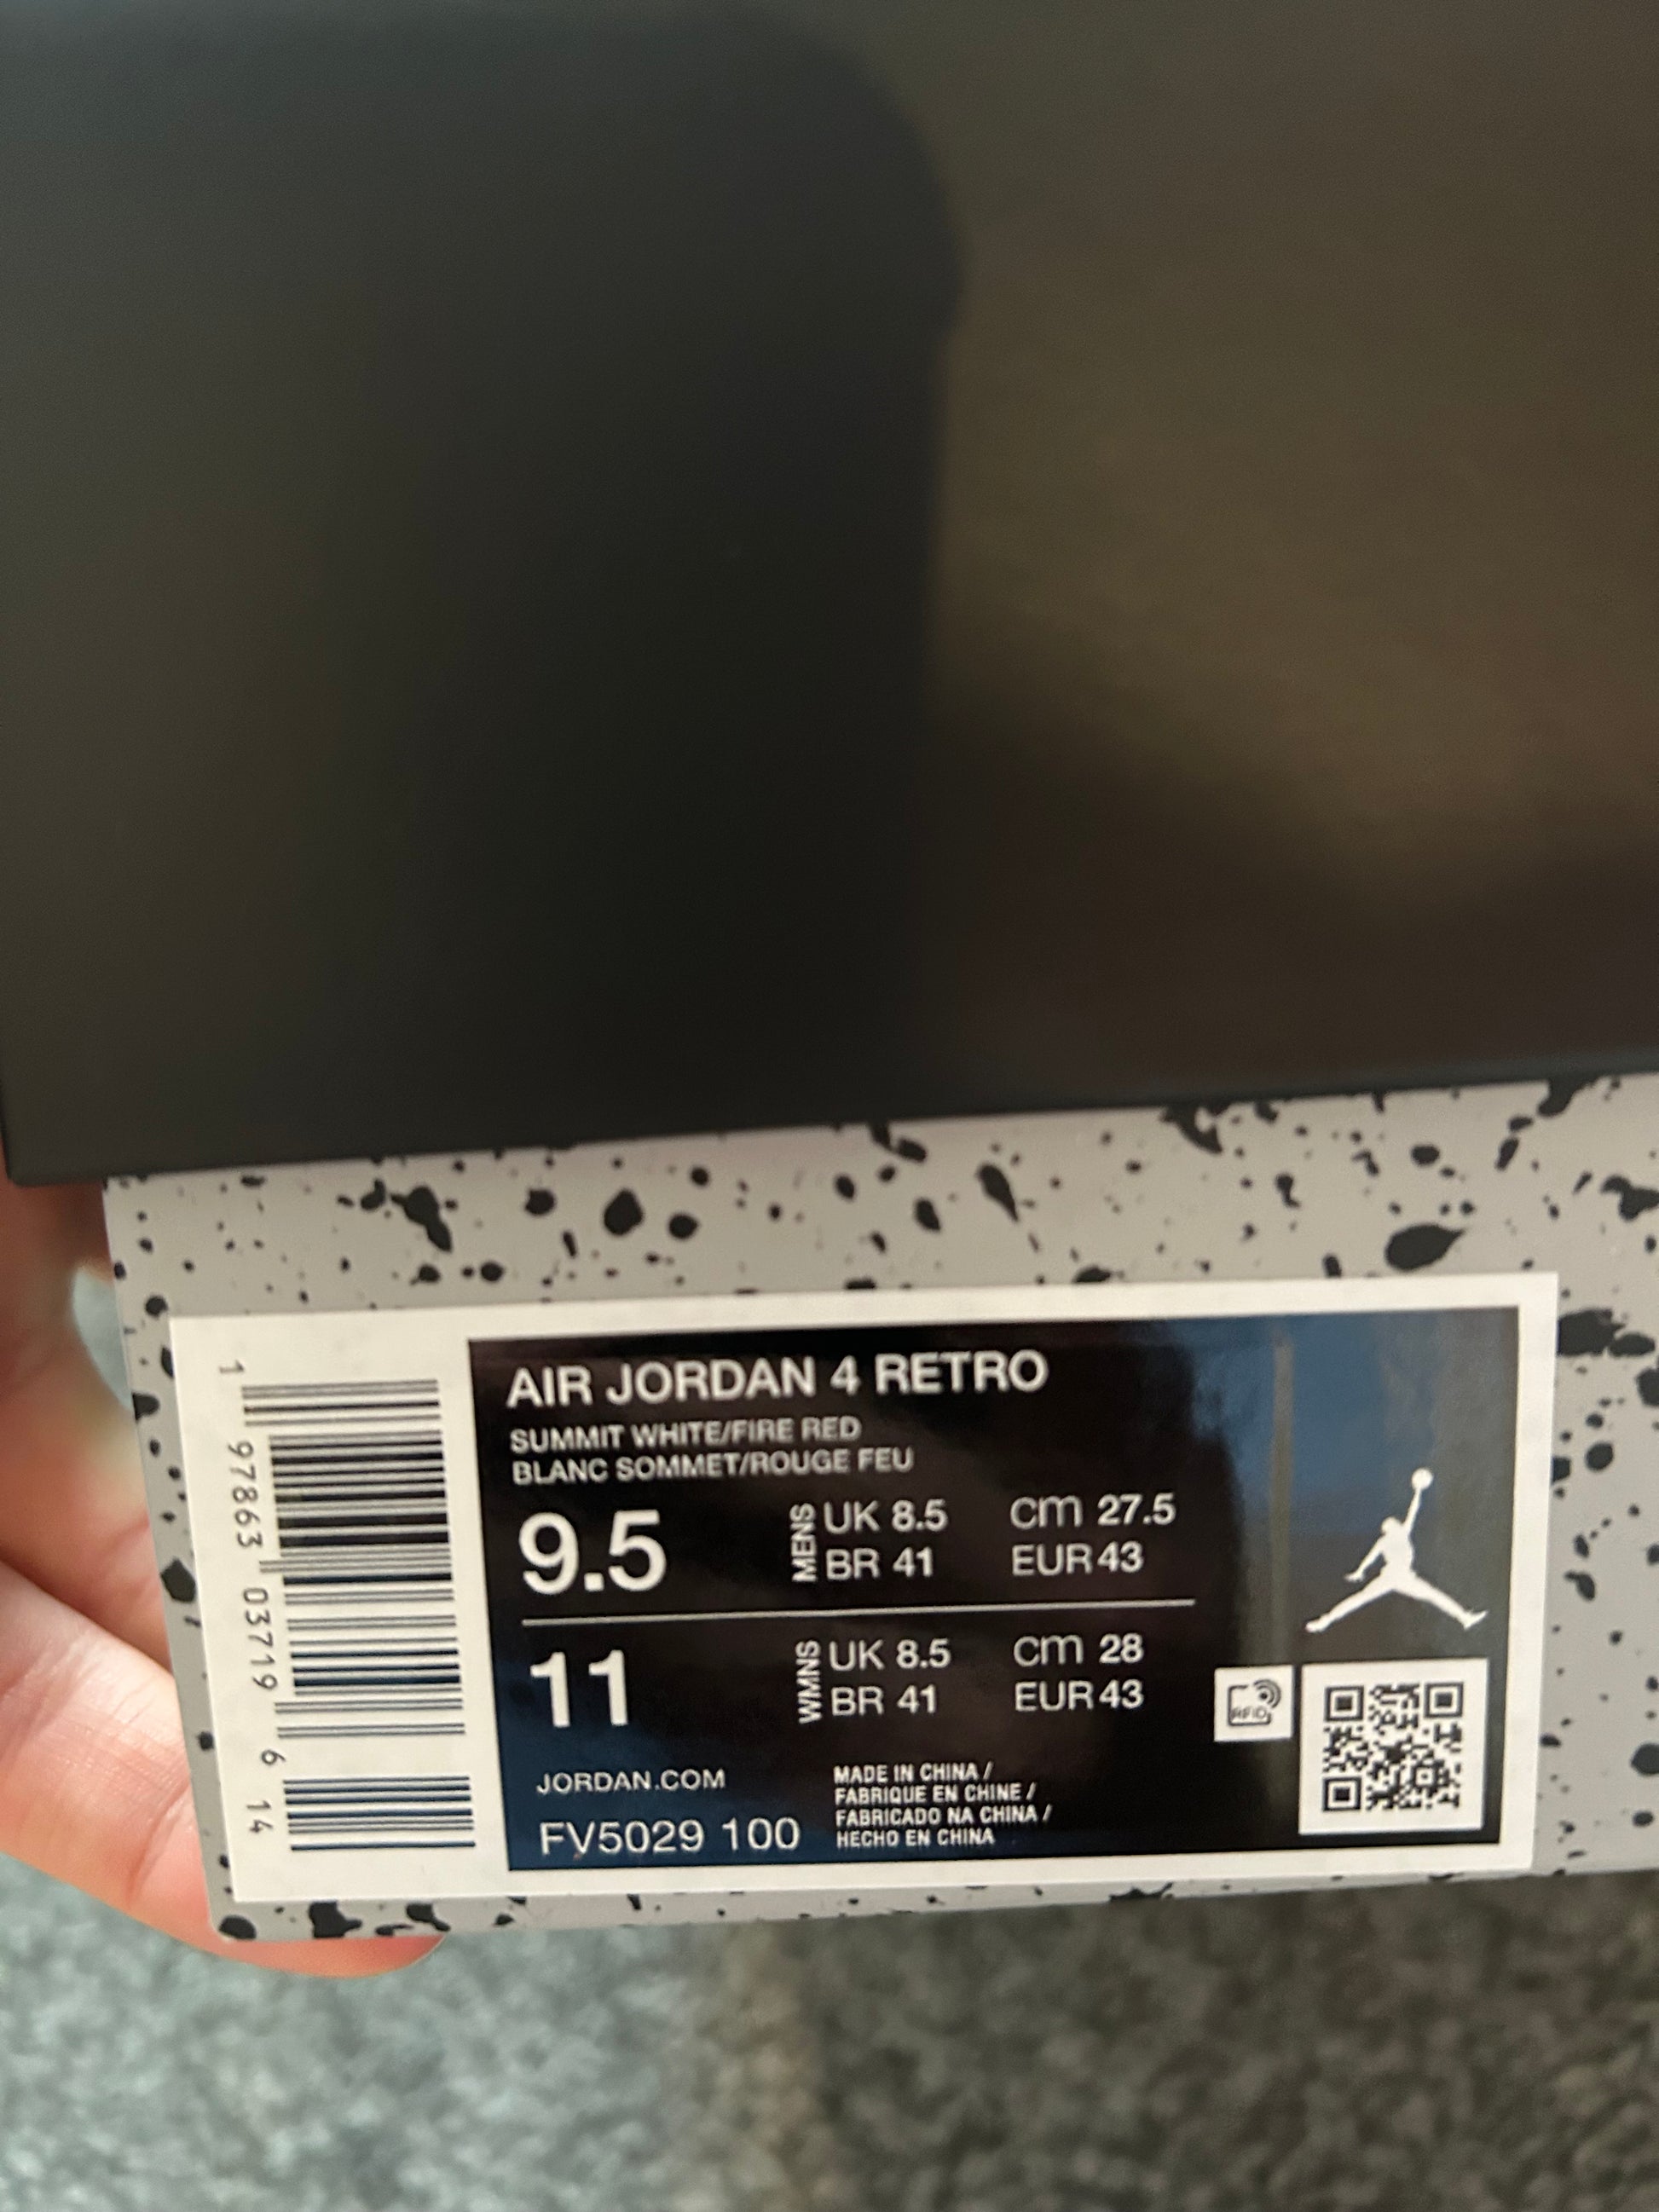 1 97863 03719 6 14
AIR JORDAN 4 RETRO
SUMMIT WHITE/FIRE RED
BLANC SOMMET/ROUGE FEU
9.5
MENS
UK 8.5
CM 27.5
BR 41
EUR 43
11
WMNS
UK 8.5
CM 28
BR 41
EUR 43
JORDAN.COM
FV5029 100
MADE IN CHINA /
FABRIQUE EN CHINE /
FABRICADO NA CHINA /
HECHO EN CHINA
RFID